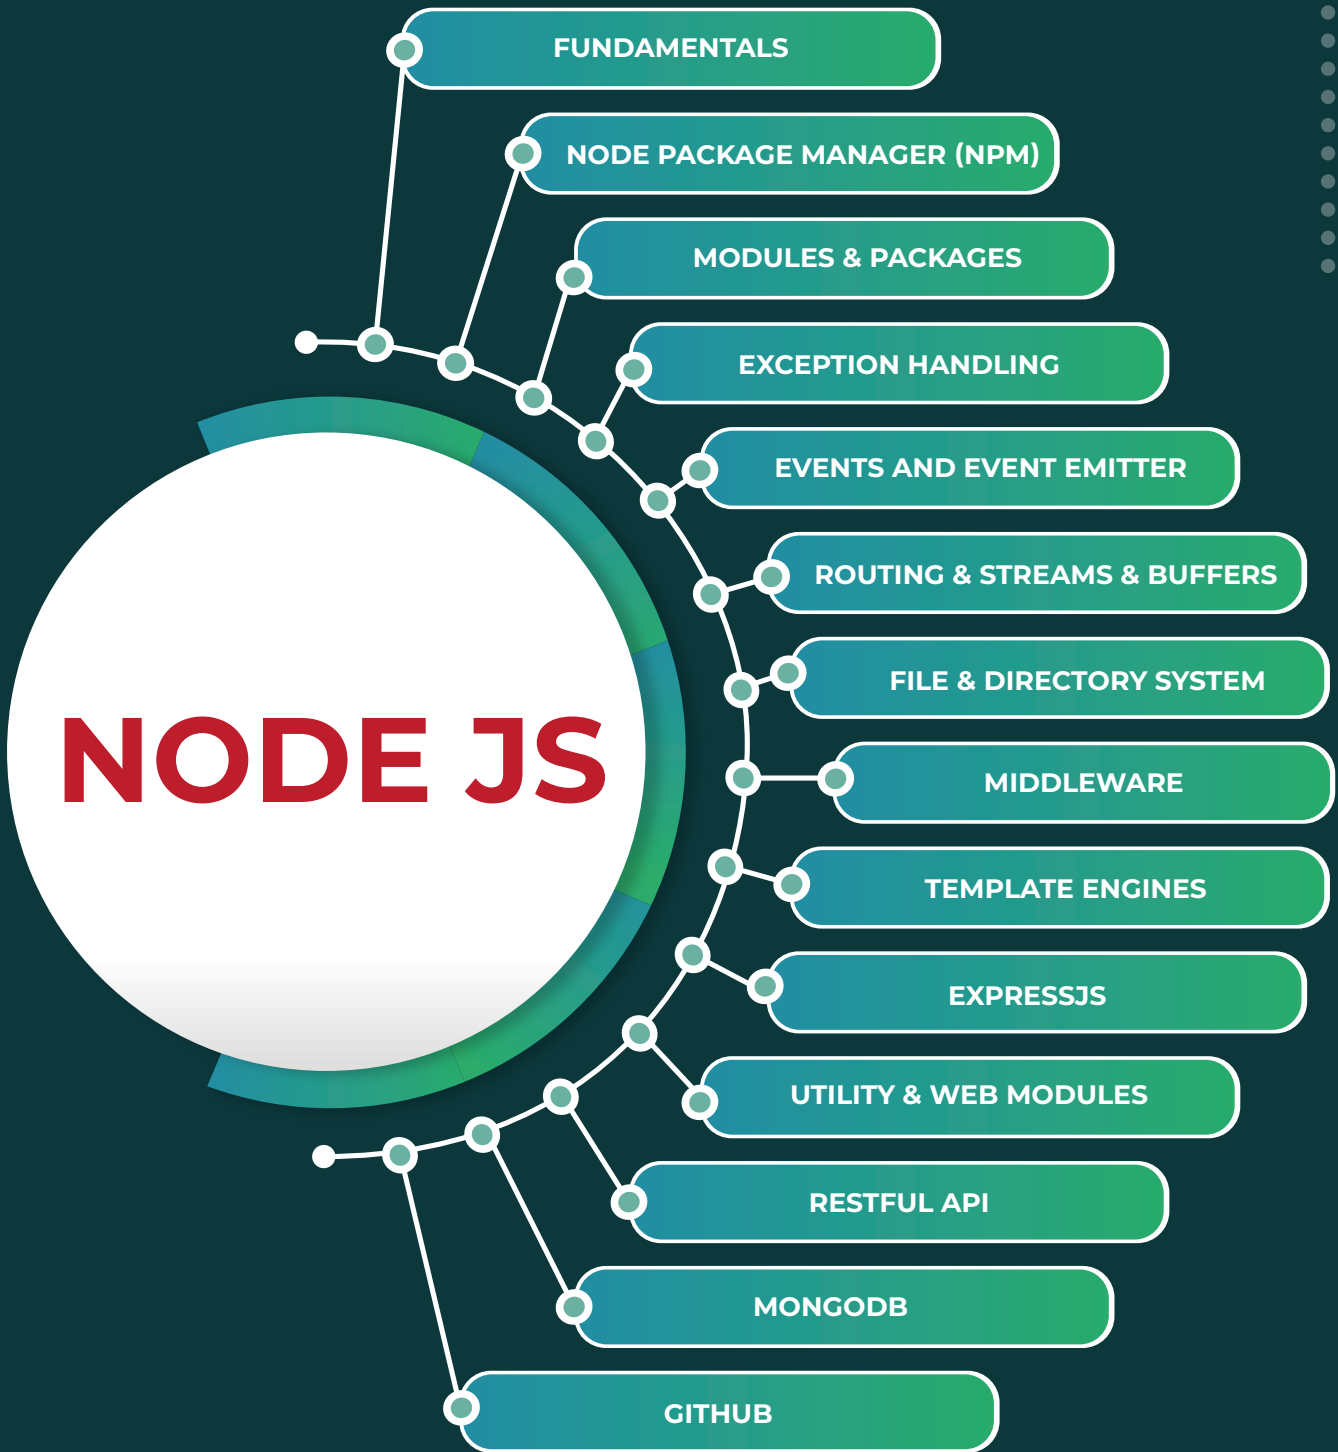 FUNDAMENTALS
NODE PACKAGE MANAGER (NPM)
MODULES & PACKAGES
EXCEPTION HANDLING
EVENTS AND EVENT EMITTER
ROUTING & STREAMS & BUFFERS
FILE & DIRECTORY SYSTEM
NODE JS
MIDDLEWARE
TEMPLATE ENGINES
EXPRESSJS
UTILITY & WEB MODULES
RESTFUL API
MONGODB
GITHUB